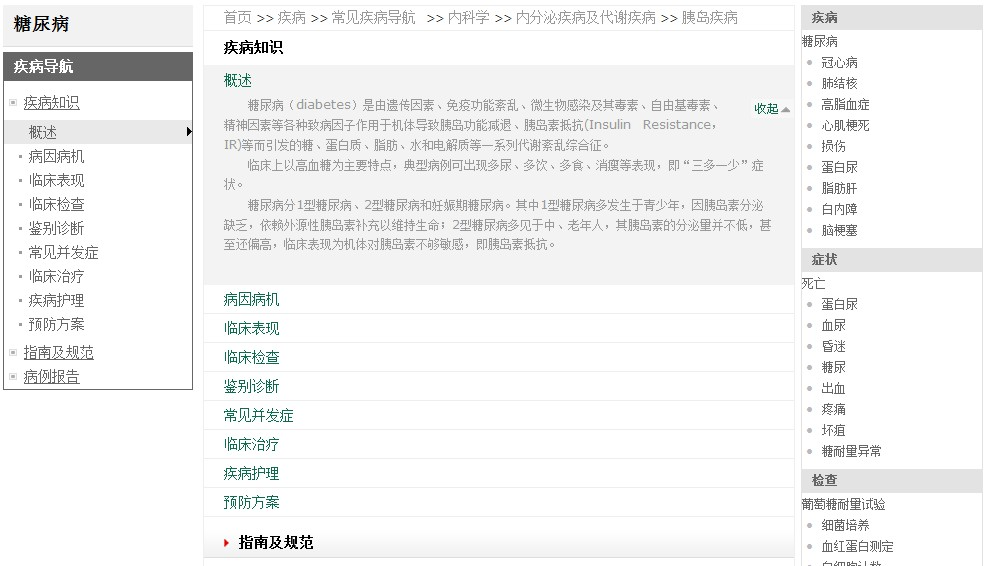 糖尿病
疾病导航
疾病知识
概述
病因病机
临床表现
临床检查
鉴别诊断
常见并发症
临床治疗
疾病护理
预防方案
指南及规范
病例报告
首页 >> 疾病 >> 常见疾病导航 >> 内科学 >> 内分泌疾病及代谢疾病 >> 胰岛疾病
疾病知识
概述
收起
糖尿病（diabetes）是由遗传因素、免疫功能紊乱、微生物感染及其毒素、自由基毒素、
精神因素等各种致病因子作用于机体导致胰岛功能减退、胰岛素抵抗(Insulin Resistance，
IR)等而引发的糖、蛋白质、脂肪、水和电解质等一系列代谢紊乱综合征。
临床上以高血糖为主要特点，典型病例可出现多尿、多饮、多食、消瘦等表现，即“三多一少”症
状。
糖尿病分1型糖尿病、2型糖尿病和妊娠期糖尿病。其中1型糖尿病多发生于青少年，因胰岛素分泌
缺乏，依赖外源性胰岛素补充以维持生命；2型糖尿病多见于中、老年人，其胰岛素的分泌量并不低，甚
至还偏高，临床表现为机体对胰岛素不够敏感，即胰岛素抵抗。
病因病机
临床表现
临床检查
鉴别诊断
常见并发症
临床治疗
疾病护理
预防方案
指南及规范
疾病
糖尿病
冠心病
肺结核
高脂血症
心肌梗死
损伤
蛋白尿
脂肪肝
白内障
脑梗塞
症状
死亡
蛋白尿
血尿
昏迷
糖尿
出血
疼痛
坏疽
糖耐量异常
检查
葡萄糖耐量试验
细菌培养
血红蛋白测定
白细胞计数